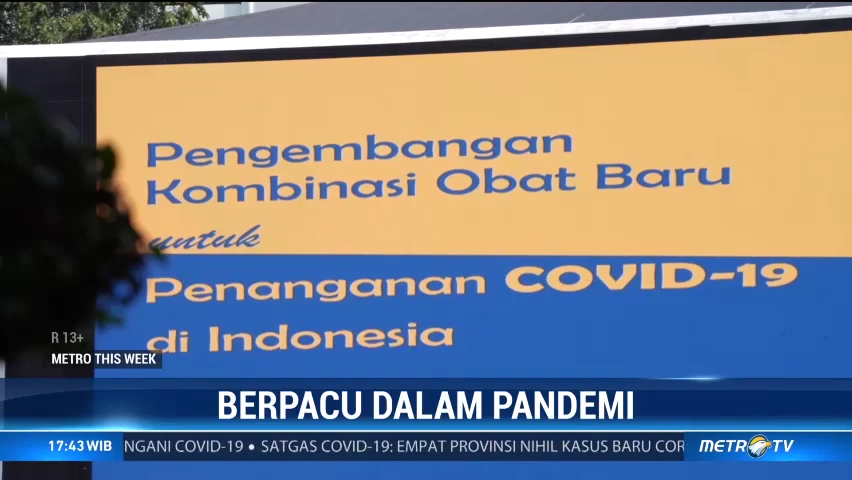 Pengembangan
Kombinasi Obat Baru
untuk
Penanganan COVID-19
di Indonesia
R 13+
METRO THIS WEEK
BERPACU DALAM PANDEMI
17:43 WIB
NGANI COVID-19 • SATGAS COVID-19: EMPAT PROVINSI NIHIL KASUS BARU COR
METRO TV